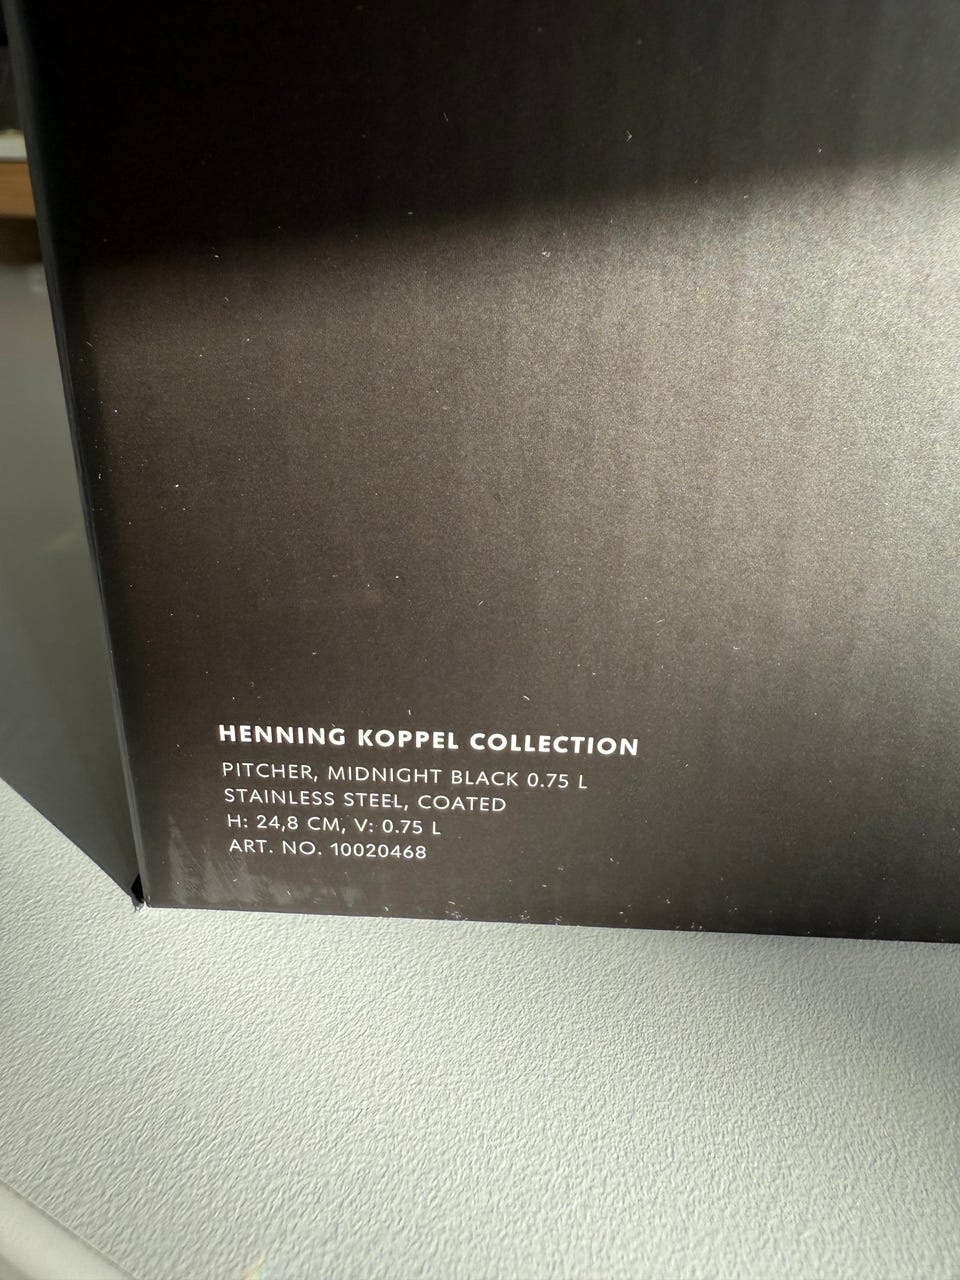 HENNING KOPPEL COLLECTION
PITCHER, MIDNIGHT BLACK 0.75 L
STAINLESS STEEL, COATED
H: 24,8 CM, V: 0.75 L
ART. NO. 10020468